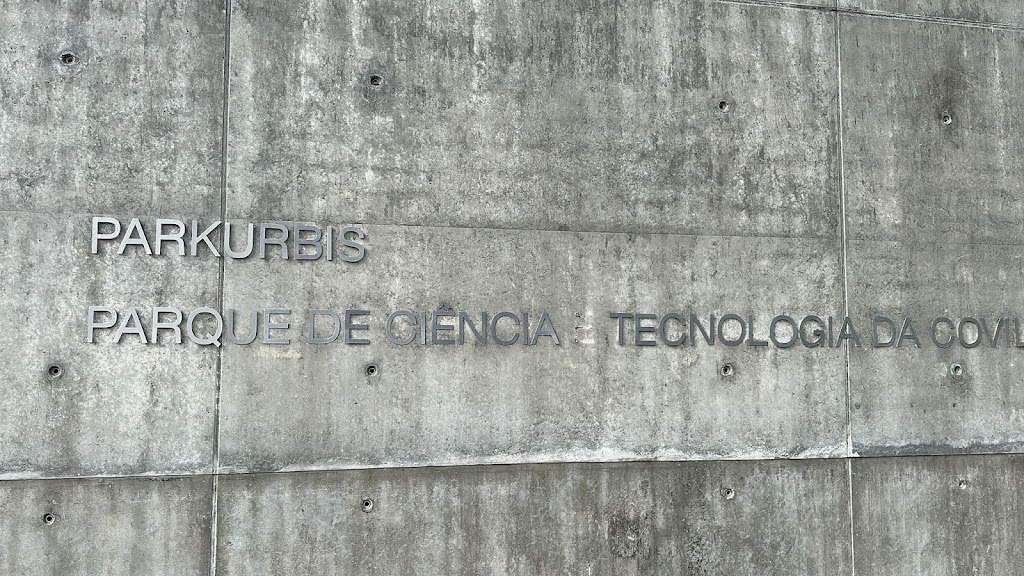 PARKURBIS
PARQUE DE CIÊNCIA TECNOLOGIA DA COVIL